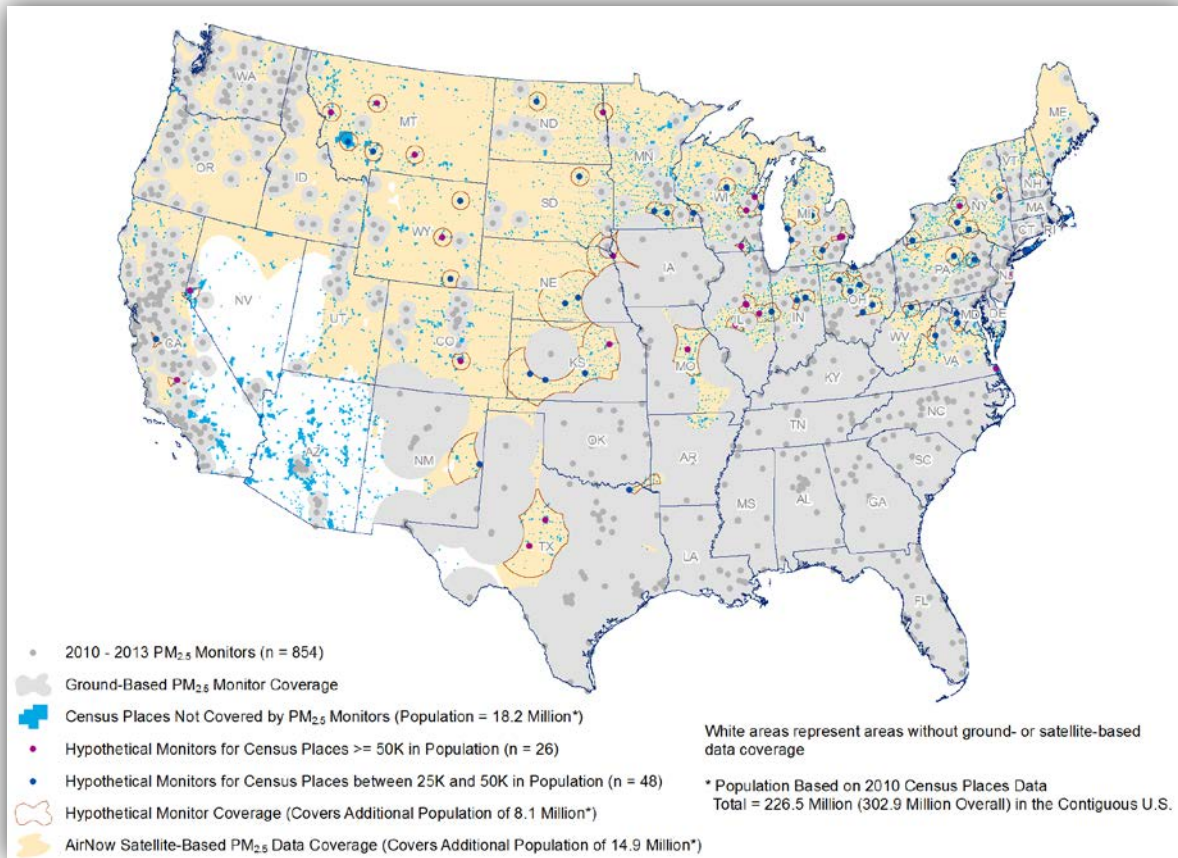 WA
MT
ND
MN
ME
OR
ID
SD
WI
MI
VT
NH
NY
MA
CT
RI
WY
NE
IA
PA
NJ
NV
UT
CO
KS
MO
IL
IN
OH
WV
MD
DE
VA
CA
KY
AZ
NM
OK
AR
TN
NC
SC
MS
AL
GA
TX
LA
FL
2010 - 2013 PM2.5 Monitors (n = 854)
Ground-Based PM2.5 Monitor Coverage
Census Places Not Covered by PM2.5 Monitors (Population = 18.2 Million*)
Hypothetical Monitors for Census Places >= 50K in Population (n = 26)
Hypothetical Monitors for Census Places between 25K and 50K in Population (n = 48)
Hypothetical Monitor Coverage (Covers Additional Population of 8.1 Million*)
AirNow Satellite-Based PM2.5 Data Coverage (Covers Additional Population of 14.9 Million*)
White areas represent areas without ground- or satellite-based
data coverage
* Population Based on 2010 Census Places Data
Total = 226.5 Million (302.9 Million Overall) in the Contiguous U.S.